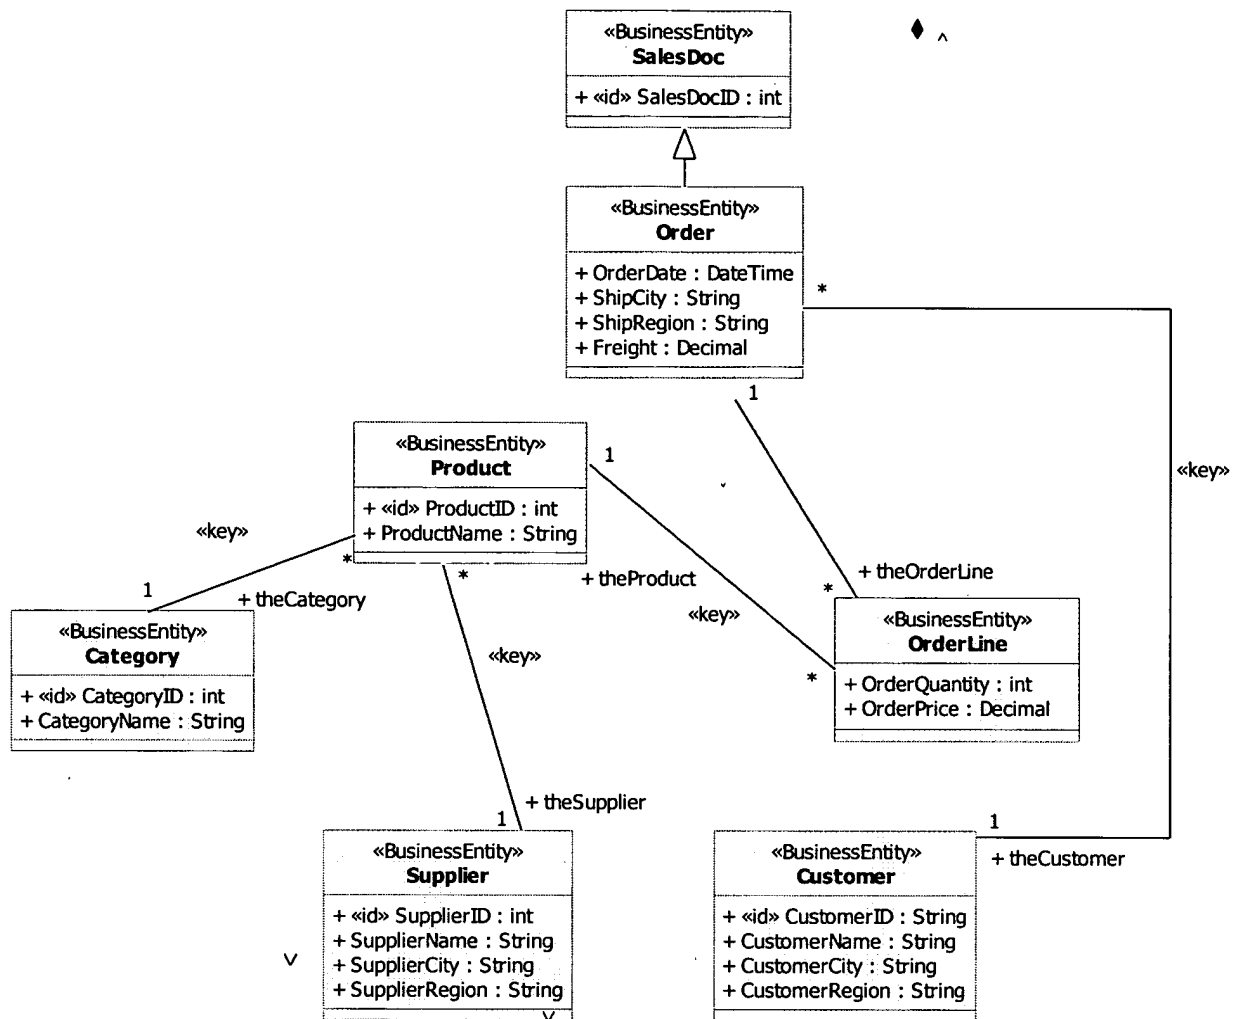 «BusinessEntity»
SalesDoc
+ «id» SalesDocID : int
«BusinessEntity»
Order
+ OrderDate : DateTime
+ ShipCity : String
+ ShipRegion : String
+ Freight : Decimal
*
1
«key»
«BusinessEntity»
Product
+ «id» ProductID : int
+ ProductName : String
1
«key»
*
*
+ theProduct
«key»
+ theOrderLine
*
1
+ theCategory
«BusinessEntity»
Category
+ «id» CategoryID : int
+ CategoryName : String
«key»
«BusinessEntity»
OrderLine
+ OrderQuantity : int
+ OrderPrice : Decimal
*
+ theSupplier
1
«BusinessEntity»
Supplier
+ «id» SupplierID : int
+ SupplierName : String
+ SupplierCity : String
+ SupplierRegion : String
1
+ theCustomer
«BusinessEntity»
Customer
+ «id» CustomerID : String
+ CustomerName : String
+ CustomerCity : String
+ CustomerRegion : String